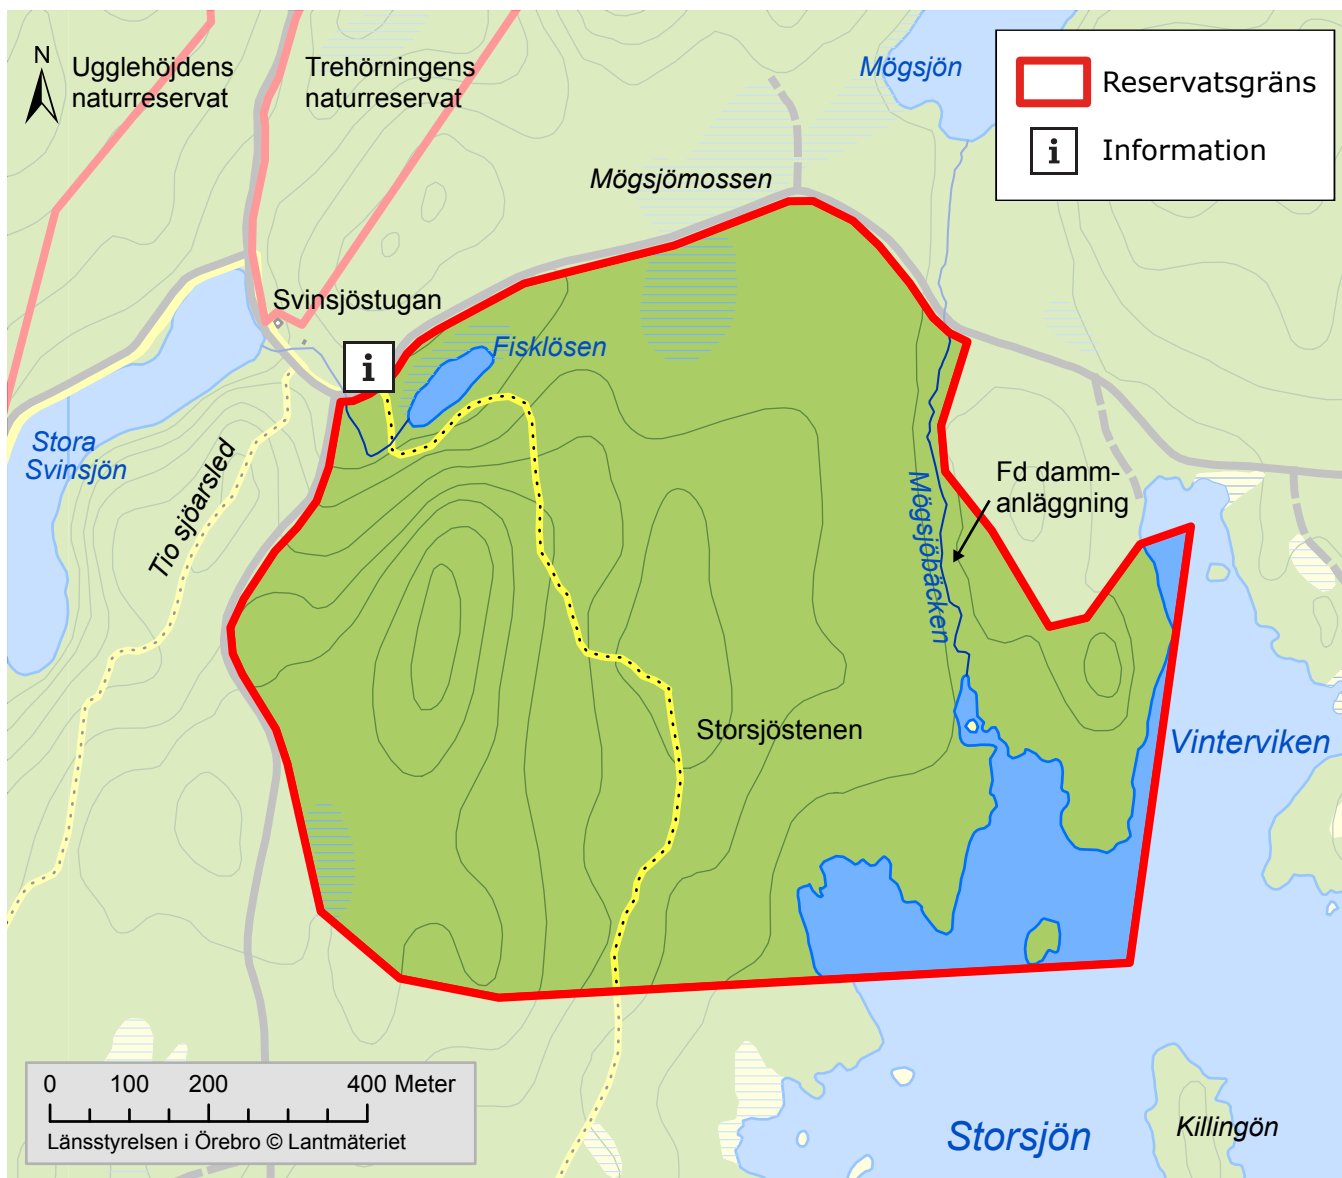 N
Ugglehöjdens
naturreservat
Trehörningens
naturreservat
Mögsjön
Reservatsgräns
i
Information
Mögsjömossen
Svinsjöstugan
i
Fisklösen
Stora
Svinsjön
Tio sjöarsled
Fd damm-
anläggning
Mögsjöbäcken
Storsjöstenen
Vinterviken
0 100 200 400 Meter
Länsstyrelsen i Örebro © Lantmäteriet
Storsjön
Killingön